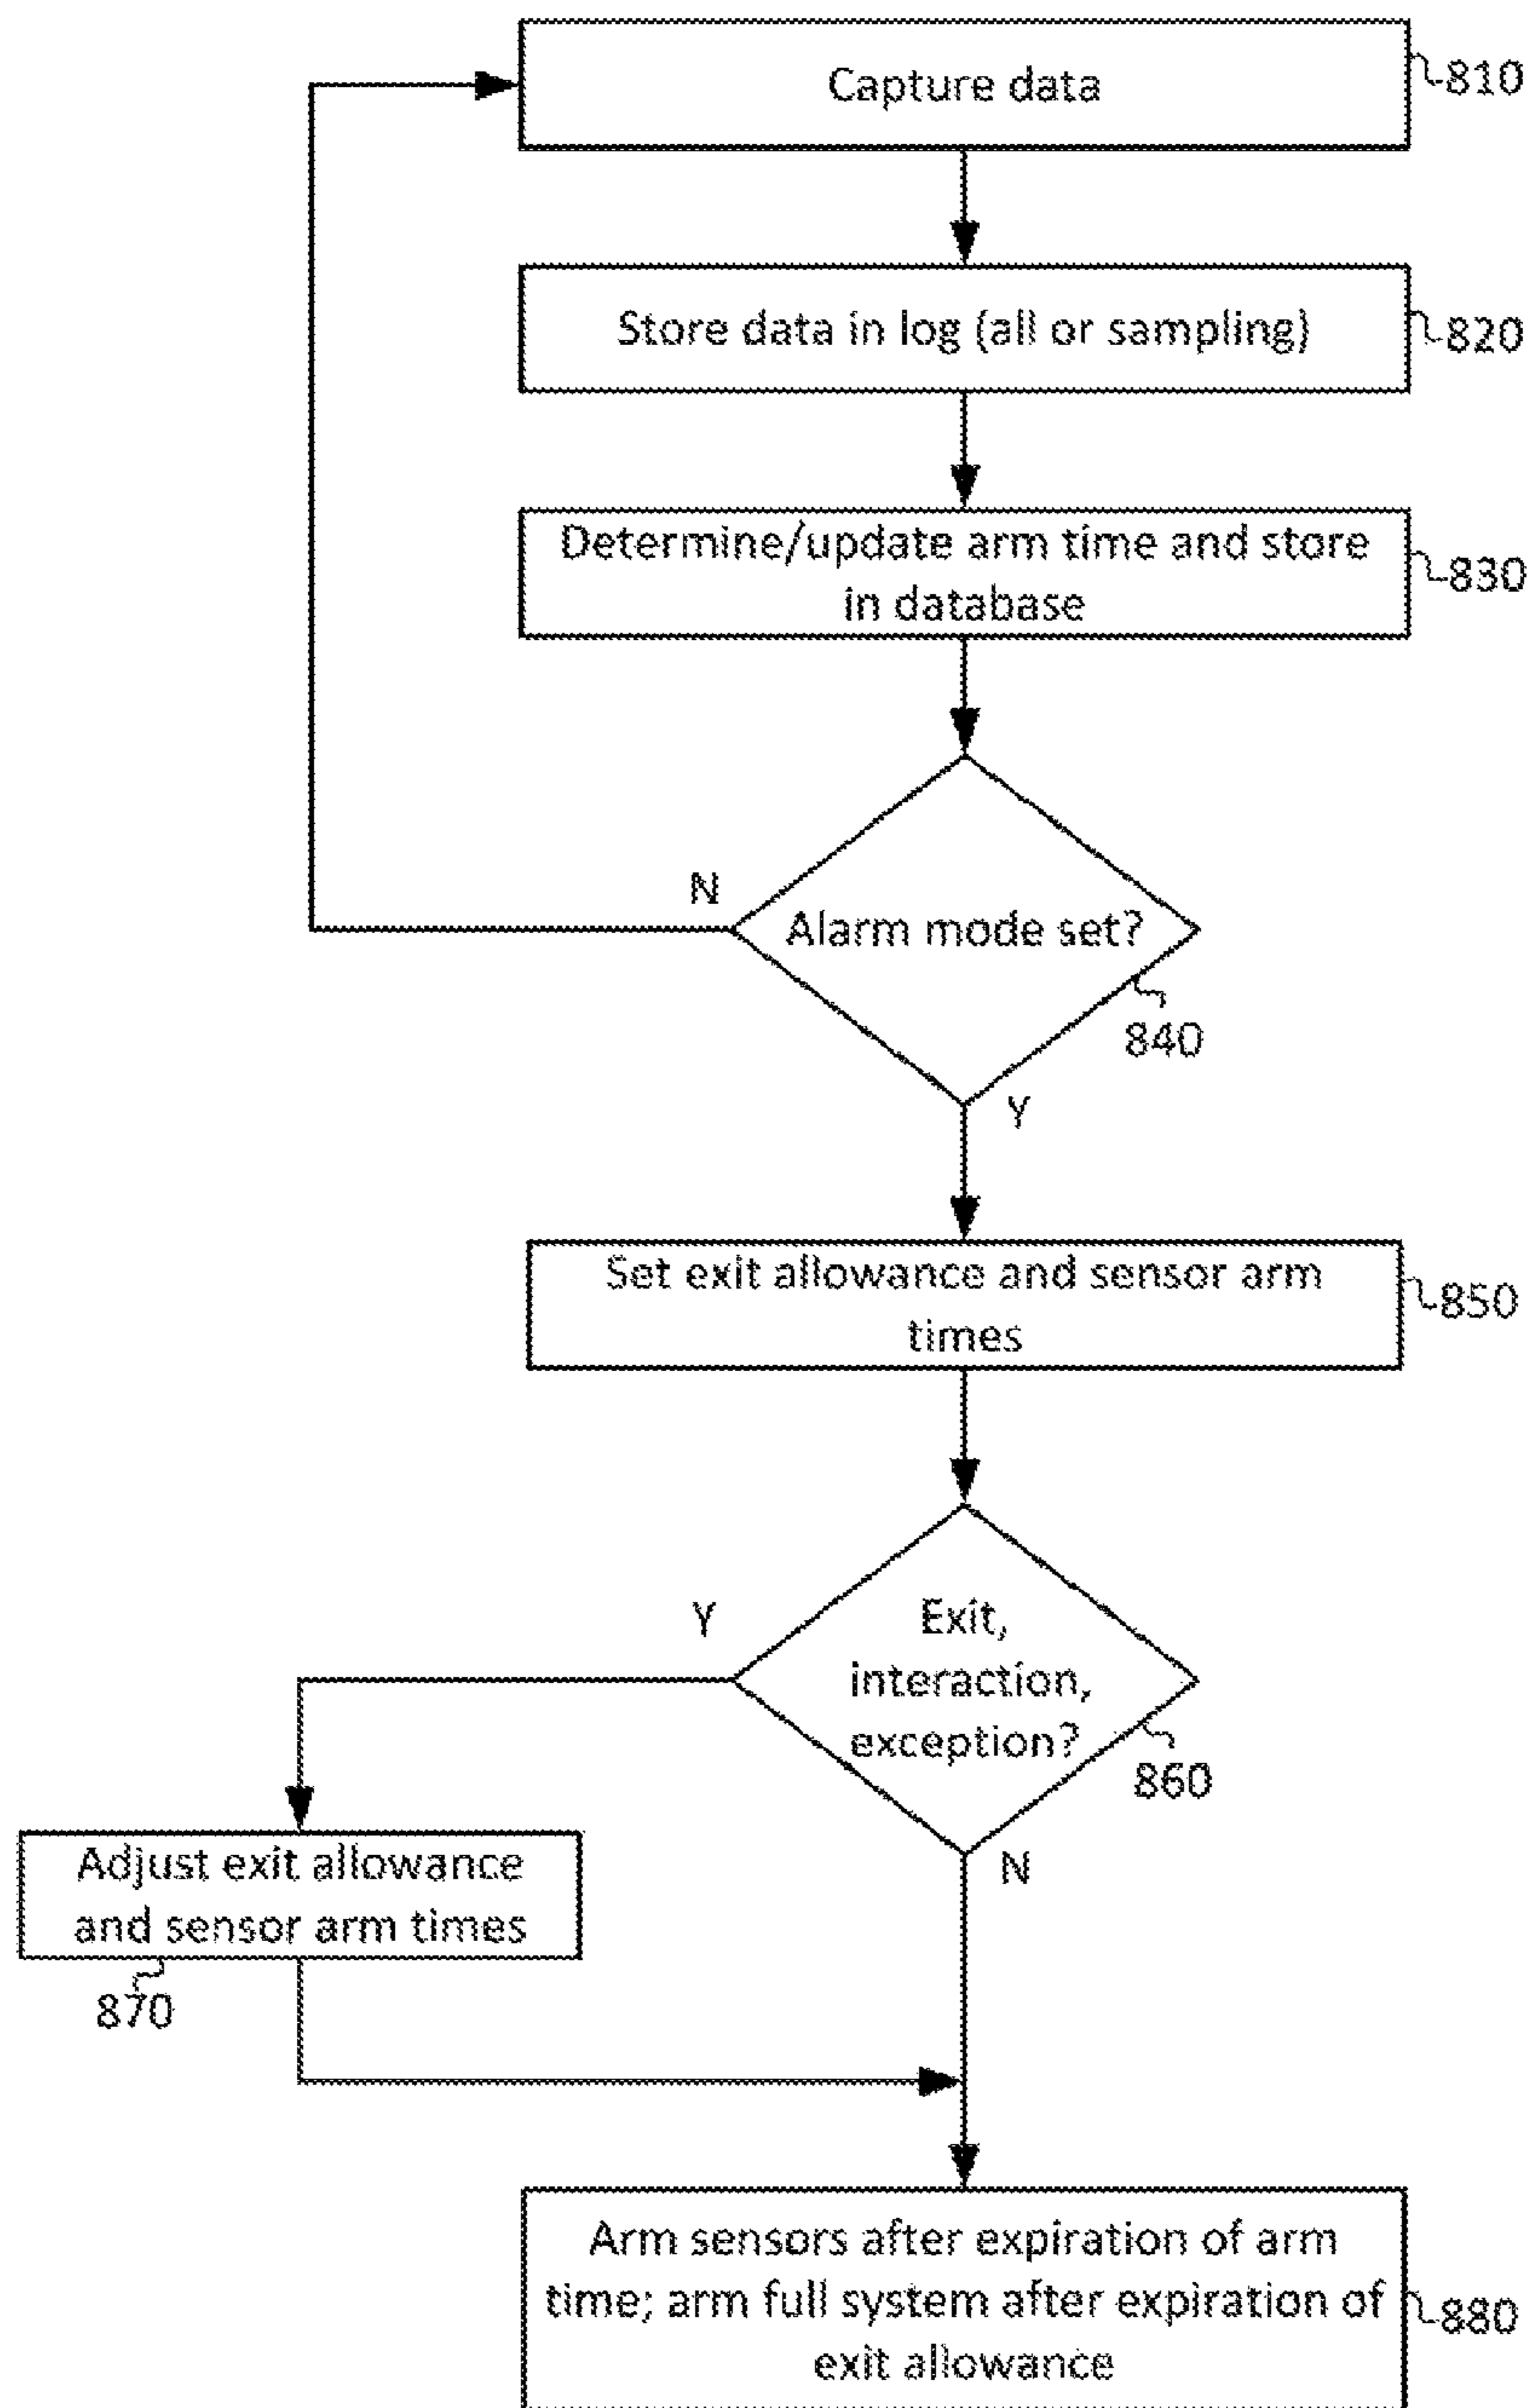 Capture data
810
Store data in log (all or sampling)
820
Determine/update arm time and store
in database
830
N
Alarm mode set?
840
Y
Set exit allowance and sensor arm
times
850
Y
Exit,
interaction,
exception?
860
N
Adjust exit allowance
and sensor arm times
870
Arm sensors after expiration of arm
time; arm full system after expiration of
exit allowance
880